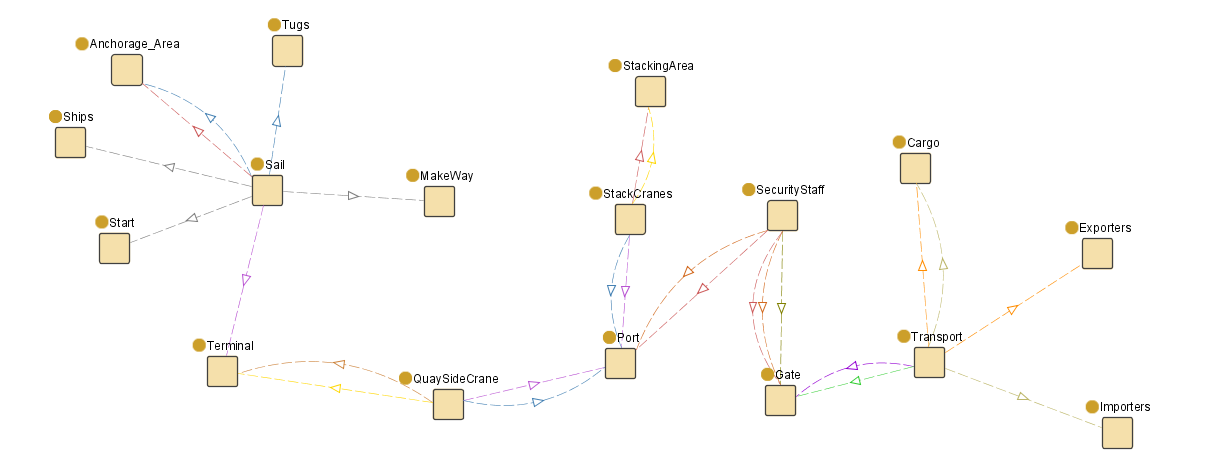 Tugs
Anchorage_Area
StackingArea
Ships
Cargo
Sail
MakeWay
SecurityStaff
StackCranes
Start
Exporters
Port
Transport
Terminal
Gate
QuaySideCrane
Importers